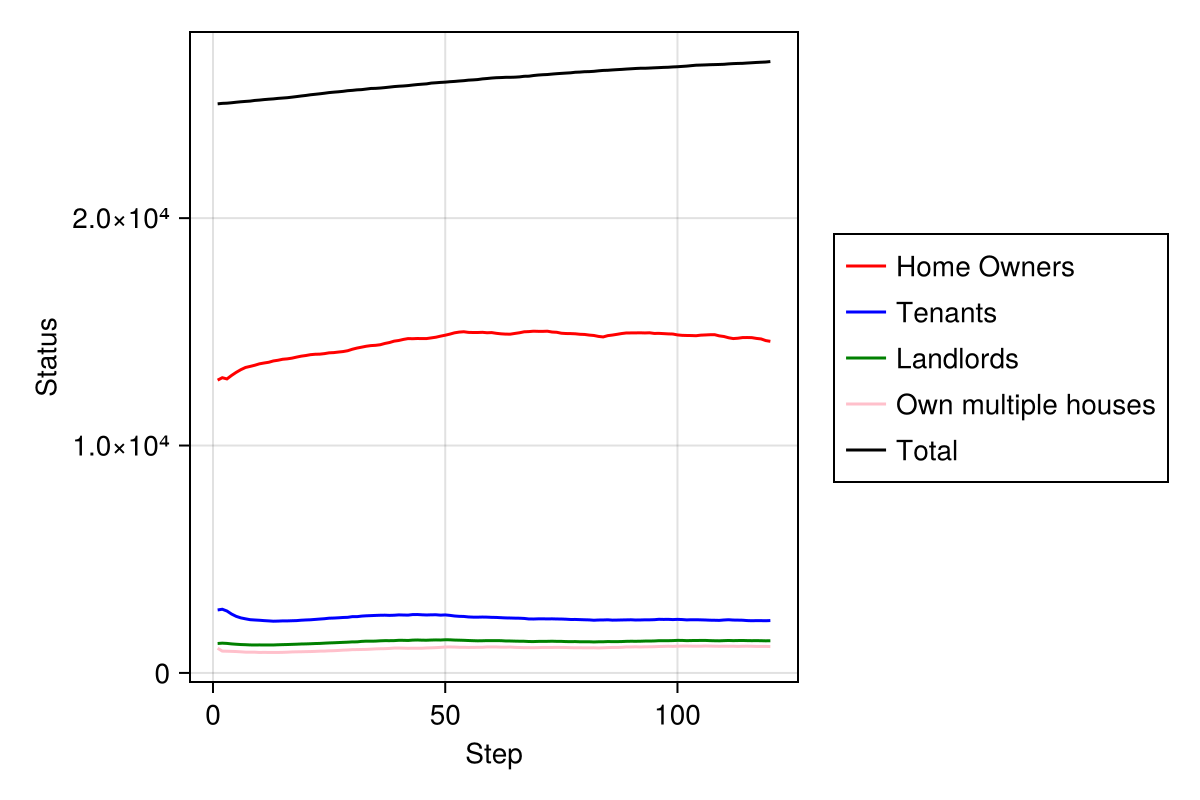 Status
2.0×10⁴
1.0×10⁴
0
0
50
100
Step
Home Owners
Tenants
Landlords
Own multiple houses
Total